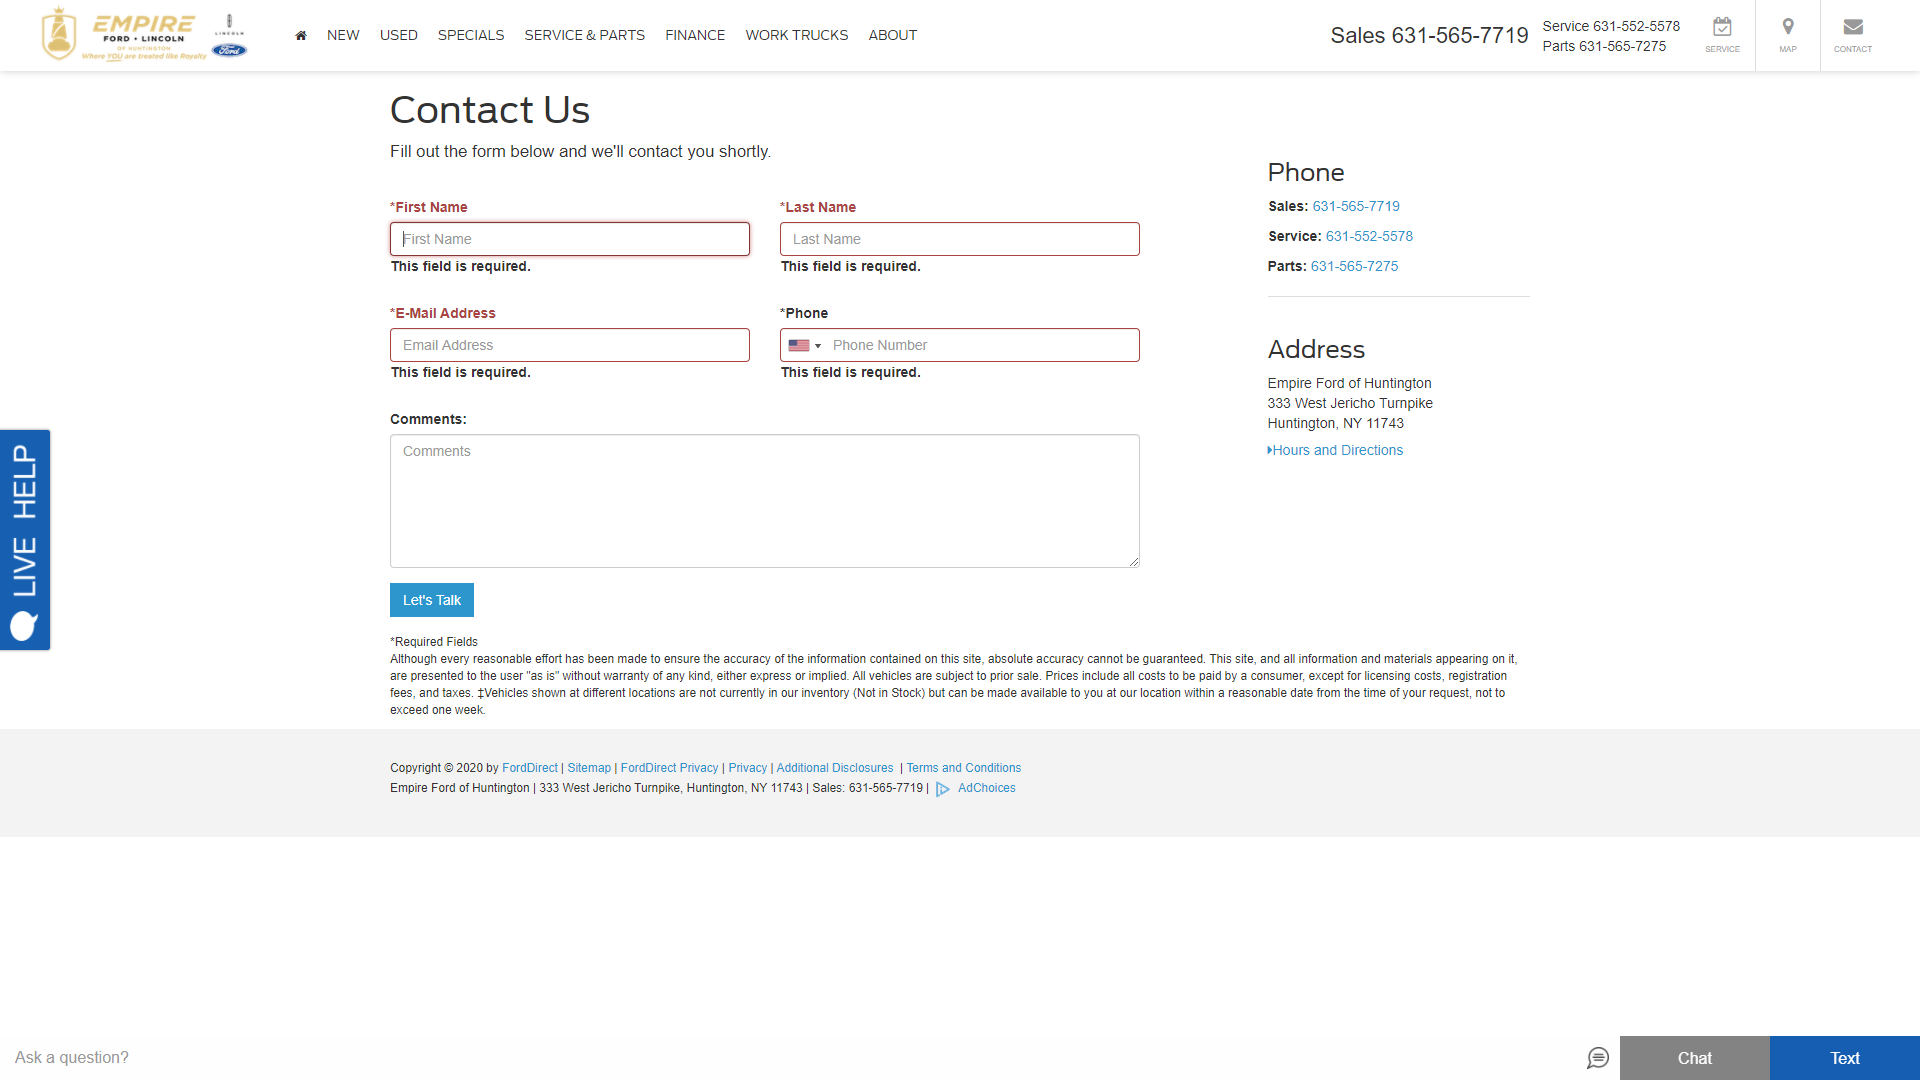 EMPIRE
FORD • LINCOLN
OF HUNTINGTON
Where YOU are treated like Royalty
LINCOLN
Ford
NEW
USED
SPECIALS
SERVICE & PARTS
FINANCE
WORK TRUCKS
ABOUT
Sales 631-565-7719
Service 631-552-5578
Parts 631-565-7275
SERVICE
MAP
CONTACT
Contact Us
Fill out the form below and we'll contact you shortly.
*First Name
First Name
This field is required.
*Last Name
Last Name
This field is required.
*E-Mail Address
Email Address
This field is required.
*Phone
Phone Number
This field is required.
Comments:
Comments
Let's Talk
Phone
Sales: 631-565-7719
Service: 631-552-5578
Parts: 631-565-7275
Address
Empire Ford of Huntington
333 West Jericho Turnpike
Huntington, NY 11743
Hours and Directions
LIVE HELP
*Required Fields
Although every reasonable effort has been made to ensure the accuracy of the information contained on this site, absolute accuracy cannot be guaranteed. This site, and all information and materials appearing on it,
are presented to the user "as is" without warranty of any kind, either express or implied. All vehicles are subject to prior sale. Prices include all costs to be paid by a consumer, except for licensing costs, registration
fees, and taxes. ‡Vehicles shown at different locations are not currently in our inventory (Not in Stock) but can be made available to you at our location within a reasonable date from the time of your request, not to
exceed one week.
Copyright © 2020 by FordDirect | Sitemap | FordDirect Privacy | Privacy | Additional Disclosures | Terms and Conditions
Empire Ford of Huntington | 333 West Jericho Turnpike, Huntington, NY 11743 | Sales: 631-565-7719 | AdChoices
Ask a question?
Chat
Text